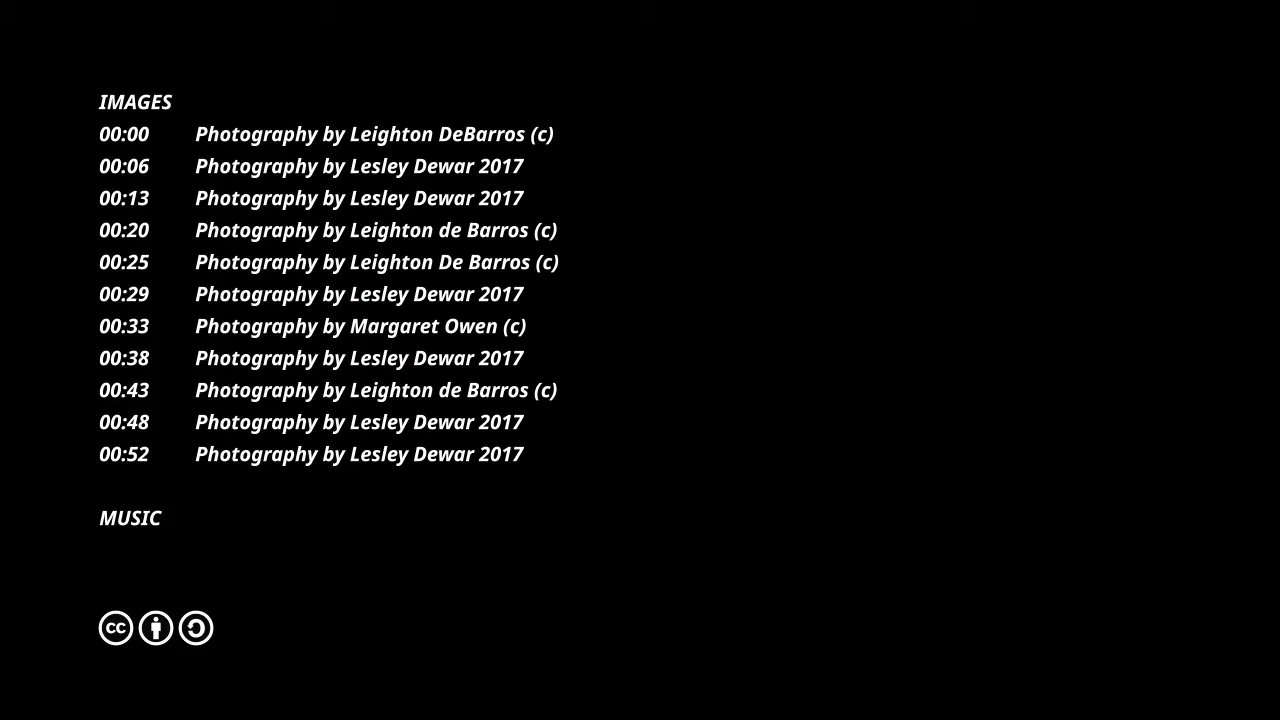 IMAGES
00:00 Photography by Leighton DeBarros (c)
00:06 Photography by Lesley Dewar 2017
00:13 Photography by Lesley Dewar 2017
00:20 Photography by Leighton de Barros (c)
00:25 Photography by Leighton De Barros (c)
00:29 Photography by Lesley Dewar 2017
00:33 Photography by Margaret Owen (c)
00:38 Photography by Lesley Dewar 2017
00:43 Photography by Leighton de Barros (c)
00:48 Photography by Lesley Dewar 2017
00:52 Photography by Lesley Dewar 2017
MUSIC
cc